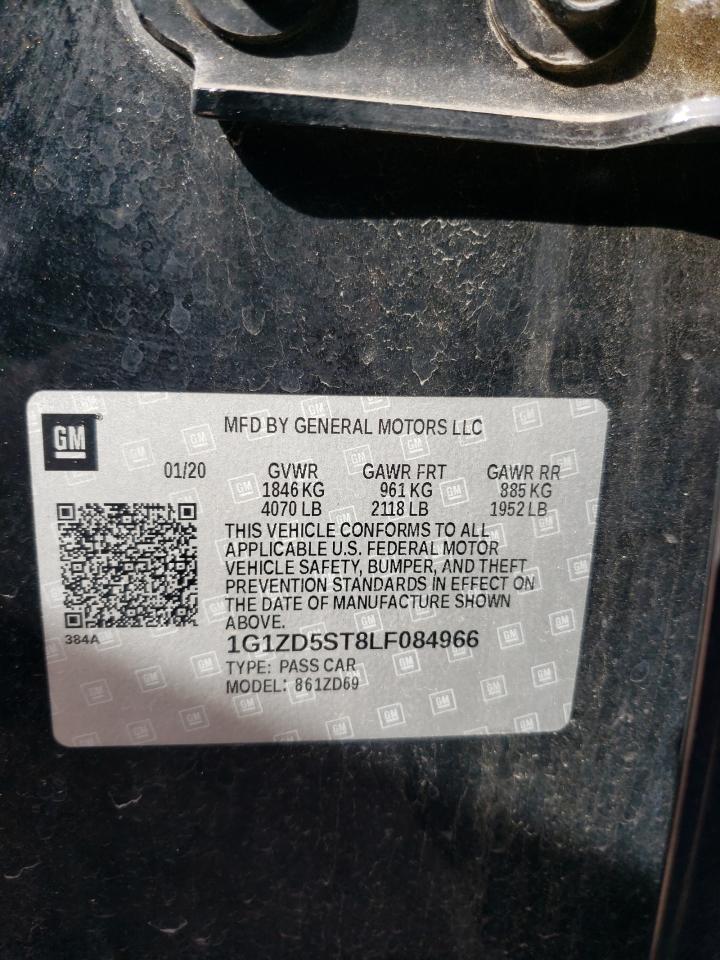 GM
MFD BY GENERAL MOTORS LLC
01/20 GVWR GAWR FRT GAWR RR
1846 KG 961 KG 885 KG
4070 LB 2118 LB 1952 LB
THIS VEHICLE CONFORMS TO ALL
APPLICABLE U.S. FEDERAL MOTOR
VEHICLE SAFETY, BUMPER, AND THEFT
PREVENTION STANDARDS IN EFFECT ON
THE DATE OF MANUFACTURE SHOWN
ABOVE.
384A
1G1ZD5ST8LF084966
TYPE: PASS CAR
MODEL: 861ZD69